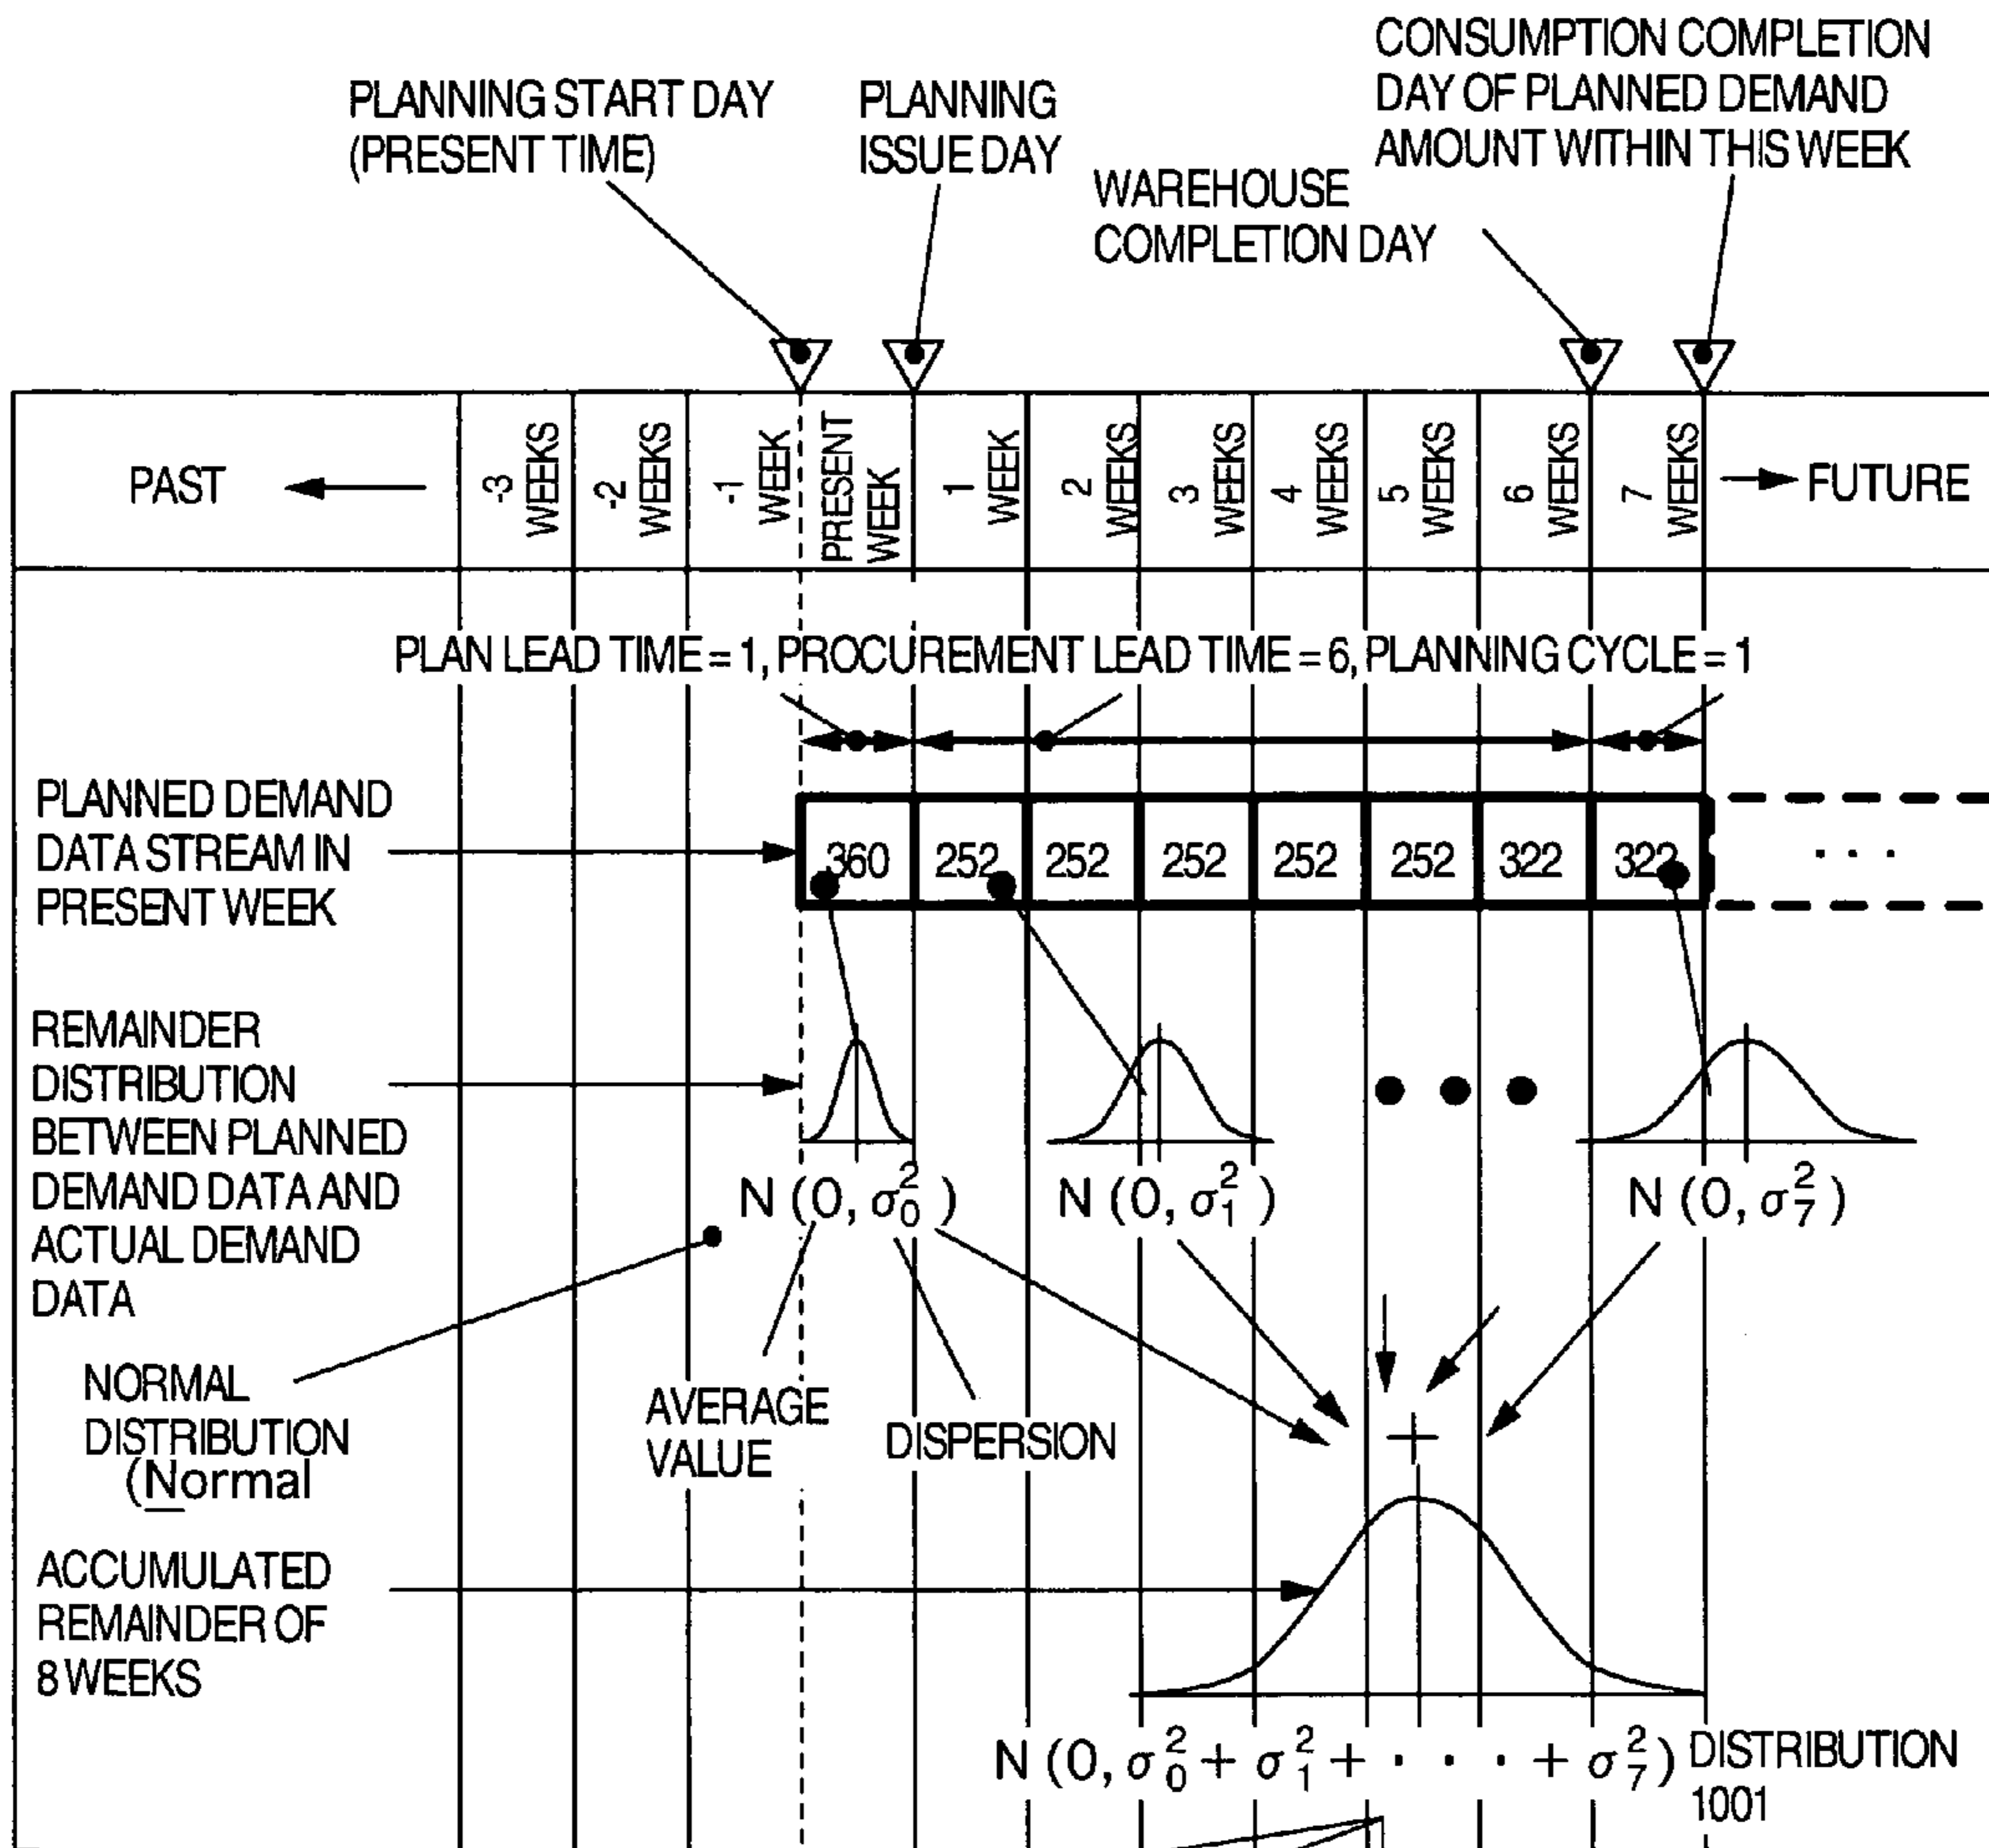 CONSUMPTION COMPLETION
DAY OF PLANNED DEMAND
AMOUNT WITHIN THIS WEEK
PLANNING START DAY
(PRESENT TIME)
PLANNING
ISSUE DAY
WAREHOUSE
COMPLETION DAY
PAST
-3
WEEKS
-2
WEEKS
-1
WEEK
PRESENT
WEEK
1
WEEK
2
WEEKS
3
WEEKS
4
WEEKS
5
WEEKS
6
WEEKS
7
WEEKS
FUTURE
PLAN LEAD TIME = 1, PROCUREMENT LEAD TIME = 6, PLANNING CYCLE = 1
PLANNED DEMAND
DATA STREAM IN
PRESENT WEEK
360 252 252 252 252 252 322 322 . . .
REMAINDER
DISTRIBUTION
BETWEEN PLANNED
DEMAND DATA AND
ACTUAL DEMAND
DATA
N (0, σ₀²)
N (0, σ₁²)
N (0, σ₇²)
NORMAL
DISTRIBUTION
(Normal
AVERAGE
VALUE
DISPERSION
+
ACCUMULATED
REMAINDER OF
8 WEEKS
N (0, σ₀² + σ₁² + · · · + σ₇²)
DISTRIBUTION
1001